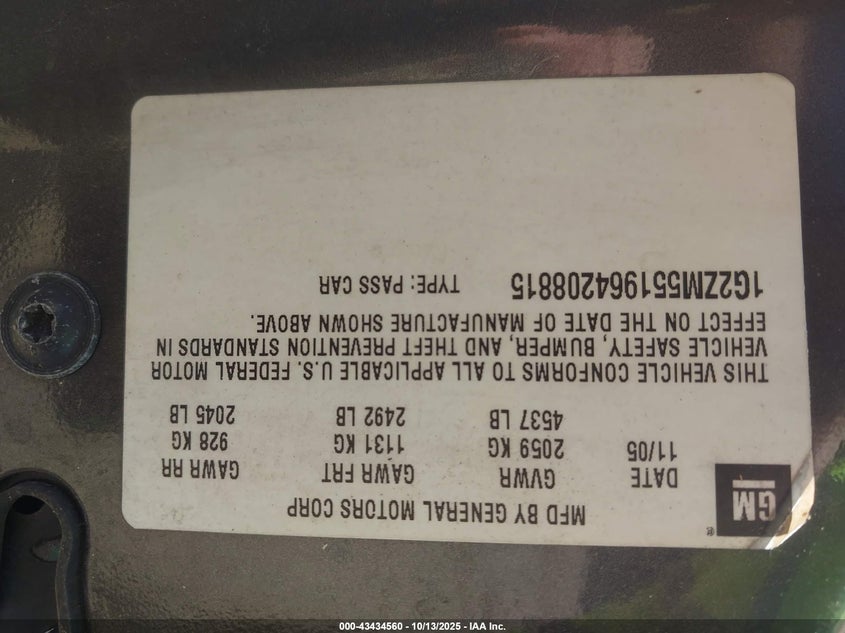 MFD BY GENERAL MOTORS CORP
GM
®
DATE GVWR GAWR FRT GAWR RR
11/05 2059 KG 1131 KG 928 KG
4537 LB 2492 LB 2045 LB
THIS VEHICLE CONFORMS TO ALL APPLICABLE U.S. FEDERAL MOTOR
VEHICLE SAFETY, BUMPER, AND THEFT PREVENTION STANDARDS IN
EFFECT ON THE DATE OF MANUFACTURE SHOWN ABOVE.
1G2ZM551964208815 TYPE: PASS CAR
000-43434560 - 10/13/2025 - IAA Inc.